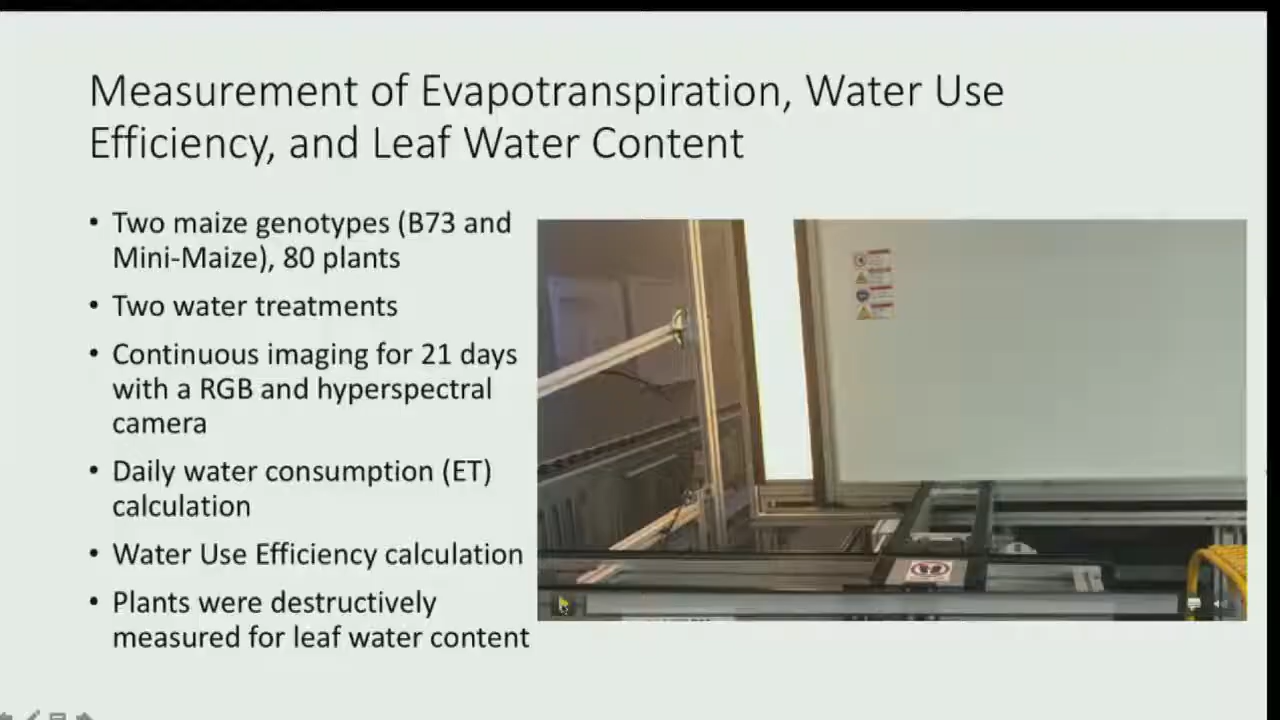 Measurement of Evapotranspiration, Water Use
Efficiency, and Leaf Water Content
• Two maize genotypes (B73 and
Mini-Maize), 80 plants
• Two water treatments
• Continuous imaging for 21 days
with a RGB and hyperspectral
camera
• Daily water consumption (ET)
calculation
• Water Use Efficiency calculation
• Plants were destructively
measured for leaf water content